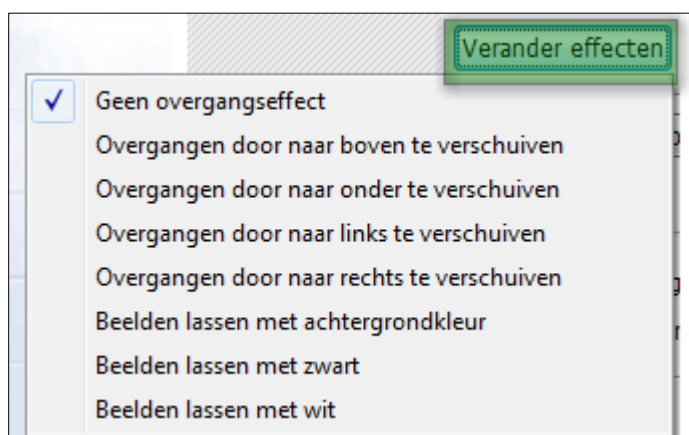 Verander effecten
Geen overgangseffect
Overgangen door naar boven te verschuiven
Overgangen door naar onder te verschuiven
Overgangen door naar links te verschuiven
Overgangen door naar rechts te verschuiven
Beelden lassen met achtergrondkleur
Beelden lassen met zwart
Beelden lassen met wit